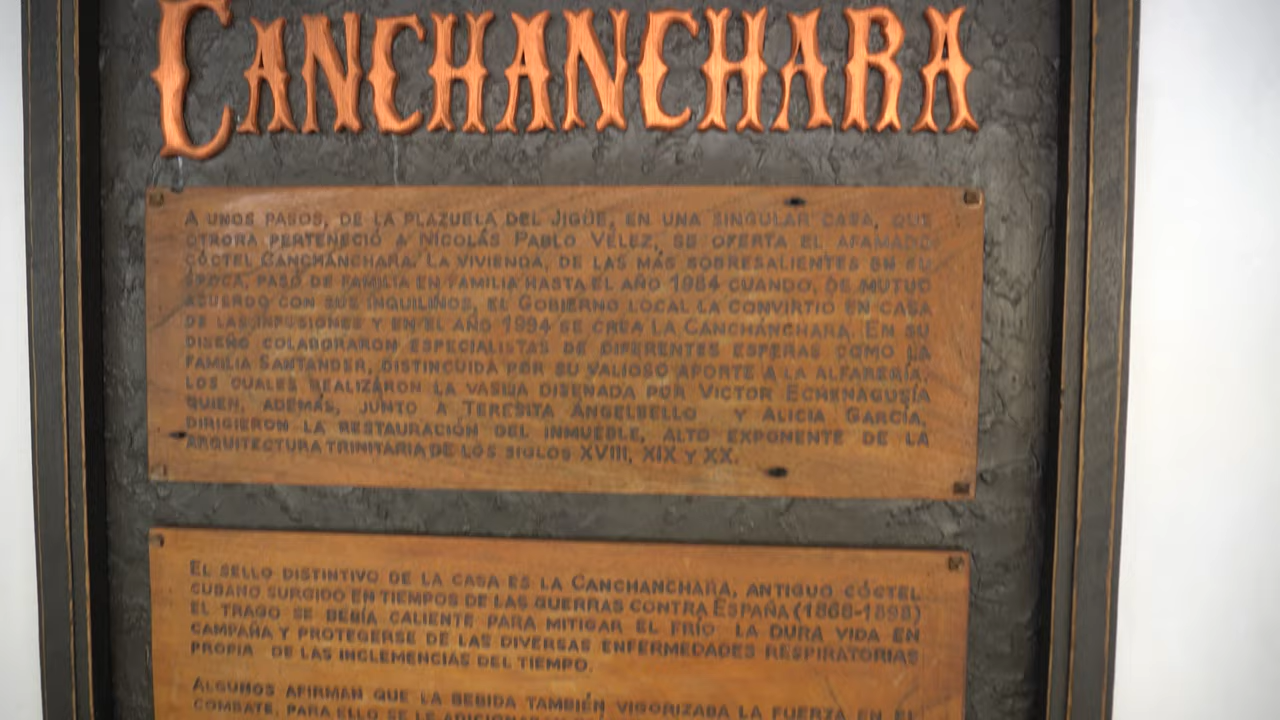 CANCHANCHARA
A UNOS PASOS, DE LA PLAZUELA DEL JIGÜE, EN UNA SINGULAR CASA, QUE
OTRORA PERTENECIÓ A NICOLÁS PABLO VÉLEZ, SE OFERTA EL AFAMADO
CÓCTEL CANCHÁNCHARA. LA VIVIENDA, DE LAS MÁS SOBRESALIENTES EN SU
ÉPOCA, PASÓ DE FAMILIA EN FAMILIA HASTA EL AÑO 1984 CUANDO, DE MUTUO
ACUERDO CON SUS INQUILINOS, EL GOBIERNO LOCAL LA CONVIRTIO EN CASA
DE LAS INFUSIONES Y EN EL AÑO 1994 SE CREA LA CANCHÁNCHARA. EN SU
DISEÑO COLABORARON ESPECIALISTAS DE DIFERENTES ESFERAS COMO LA
FAMILIA SANTANDER, DISTINGUIDA POR SU VALIOSO APORTE A LA ALFARERÍA,
LOS CUALES REALIZARON LA VASIJA DISEÑADA POR VICTOR ECHENAGUSÍA
QUIEN, ADEMÁS, JUNTO A TERESITA ANGELBELLO Y ALICIA GARCÍA,
DIRIGIERON LA RESTAURACIÓN DEL INMUEBLE, ALTO EXPONENTE DE LA
ARQUITECTURA TRINITARIA DE LOS SIGLOS XVIII, XIX Y XX.
EL SELLO DISTINTIVO DE LA CASA ES LA CANCHANCHARA, ANTIGUO CÓCTEL
CUBANO SURGIDO EN TIEMPOS DE LAS GUERRAS CONTRA ESPAÑA (1868-1898)
EL TRAGO SE BEBÍA CALIENTE PARA MITIGAR EL FRÍO LA DURA VIDA EN
CAMPAÑA Y PROTEGERSE DE LAS DIVERSAS ENFERMEDADES RESPIRATORIAS
PROPIA DE LAS INCLEMENCIAS DEL TIEMPO.
ALGUNOS AFIRMAN QUE LA BEBIDA TAMBIÉN VIGORIZABA LA FUERZA EN EL
COMBATE, PARA ELLO SE LE